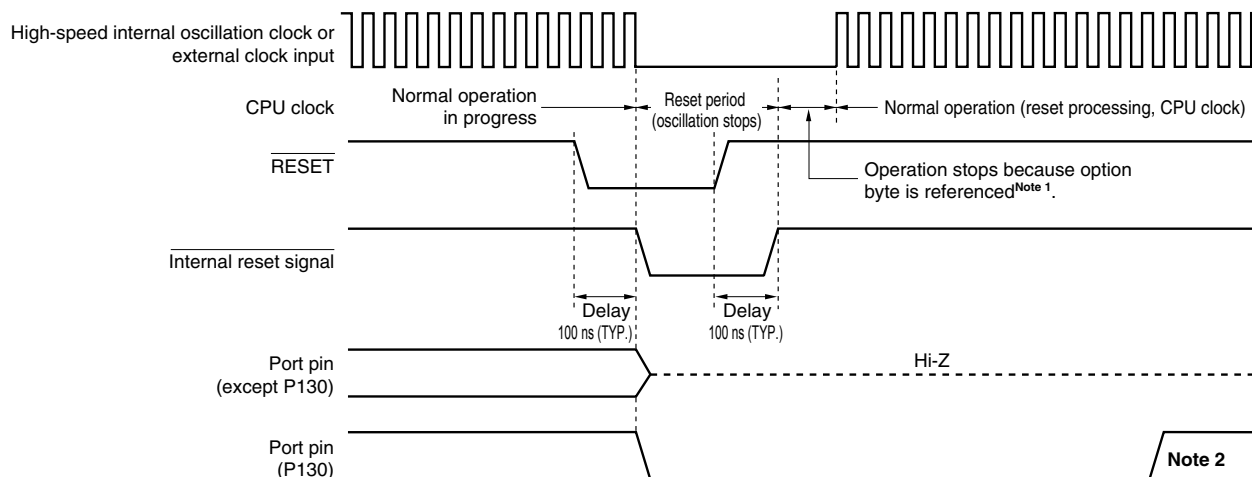 High-speed internal oscillation clock or
external clock input
CPU clock
Normal operation
in progress
Reset period
(oscillation stops)
Normal operation (reset processing, CPU clock)
RESET
Operation stops because option
byte is referenced Note 1.
Internal reset signal
Delay
100 ns (TYP.)
Delay
100 ns (TYP.)
Port pin
(except P130)
Hi-Z
Port pin
(P130)
Note 2